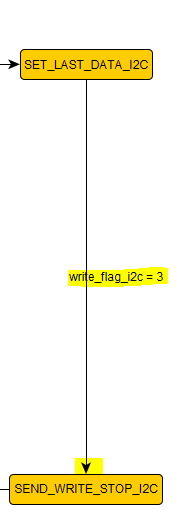 SET_LAST_DATA_I2C
write_flag_i2c = 3
SEND_WRITE_STOP_I2C